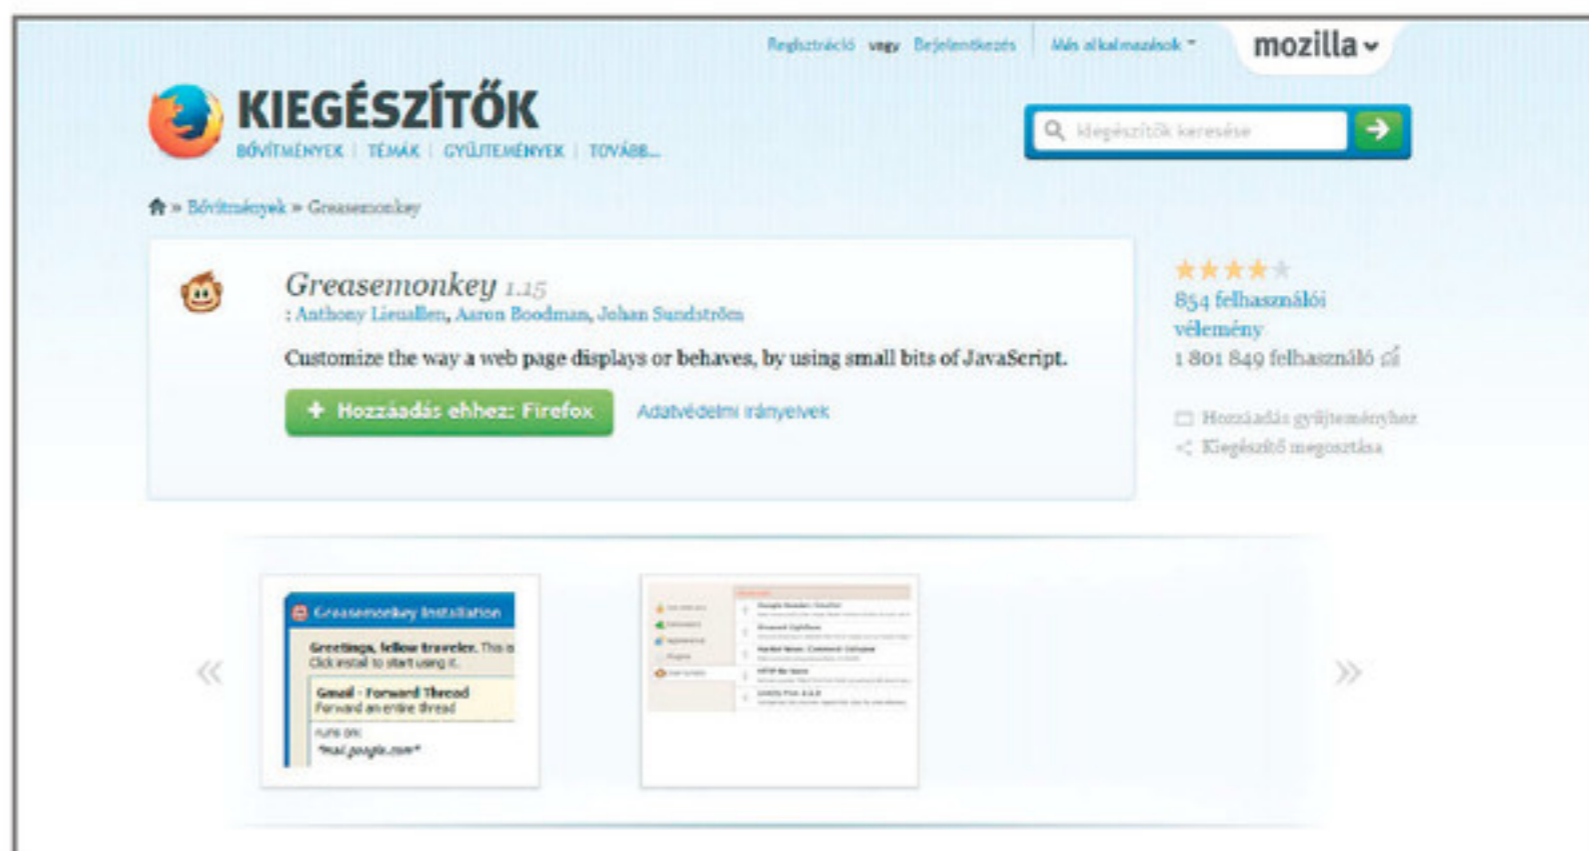 Regisztráció vagy Bejelentkezés Más alkalmazások mozilla
KIEGÉSZÍTŐK
BŐVÍTMÉNYEK | TÉMÁK | GYŰJTEMÉNYEK | TOVÁBB...
kiegészítők keresése
» Bővítmények » Greasemonkey
Greasemonkey 1.15
: Anthony Lieuallen, Aaron Boodman, Johan Sundström
Customize the way a web page displays or behaves, by using small bits of JavaScript.
+ Hozzáadás ehhez: Firefox
Adatvédelmi irányelvek
854 felhasználói
vélemény
1 801 849 felhasználó
Hozzáadás gyűjteményhez
Kiegészítő megosztása
Greasemonkey Installation
Greetings, fellow traveler. This is
Click install to start using it.
Gmail - Forward Thread
Forward an entire thread
runs on:
*mail.google.com*